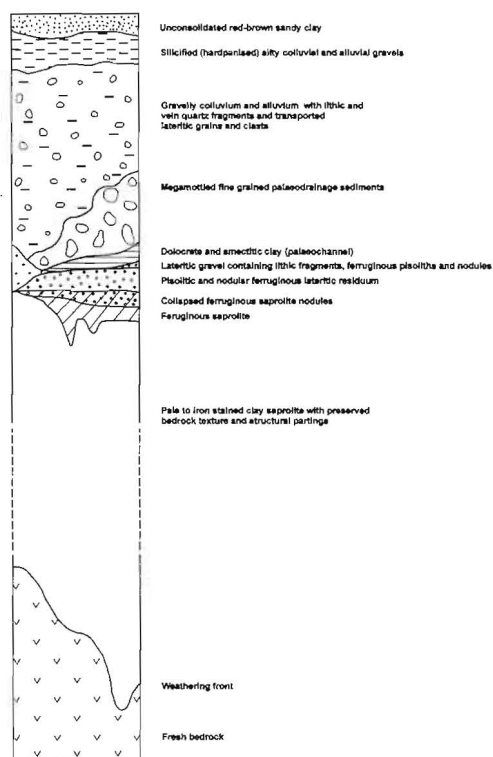 Unconsolidated red-brown sandy clay
Silicified (hardpanised) silty colluvial and alluvial gravels
Gravelly colluvium and alluvium with lithic and
vein quartz fragments and transported
lateritic grains and clasts
Megamottled fine grained palaeodrainage sediments
Dolocrete and smectitic clay (palaeochannel)
Lateritic gravel containing lithic fragments, ferruginous pisoliths and nodules
Pisolitic and nodular ferruginous lateritic residuum
Collapsed ferruginous saprolite nodules
Feruginous saprolite
Pale to iron stained clay saprolite with preserved
bedrock texture and structural partings
Weathering front
Fresh bedrock